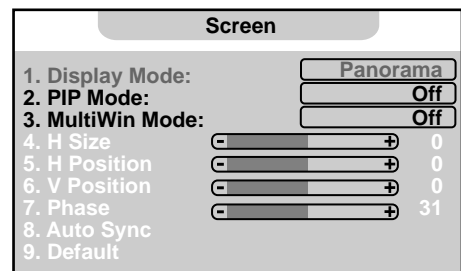 Screen
1. Display Mode: Panorama
2. PIP Mode: Off
3. MultiWin Mode: Off
4. H Size - + 0
5. H Position - + 0
6. V Position - + 0
7. Phase - + 31
8. Auto Sync
9. Default